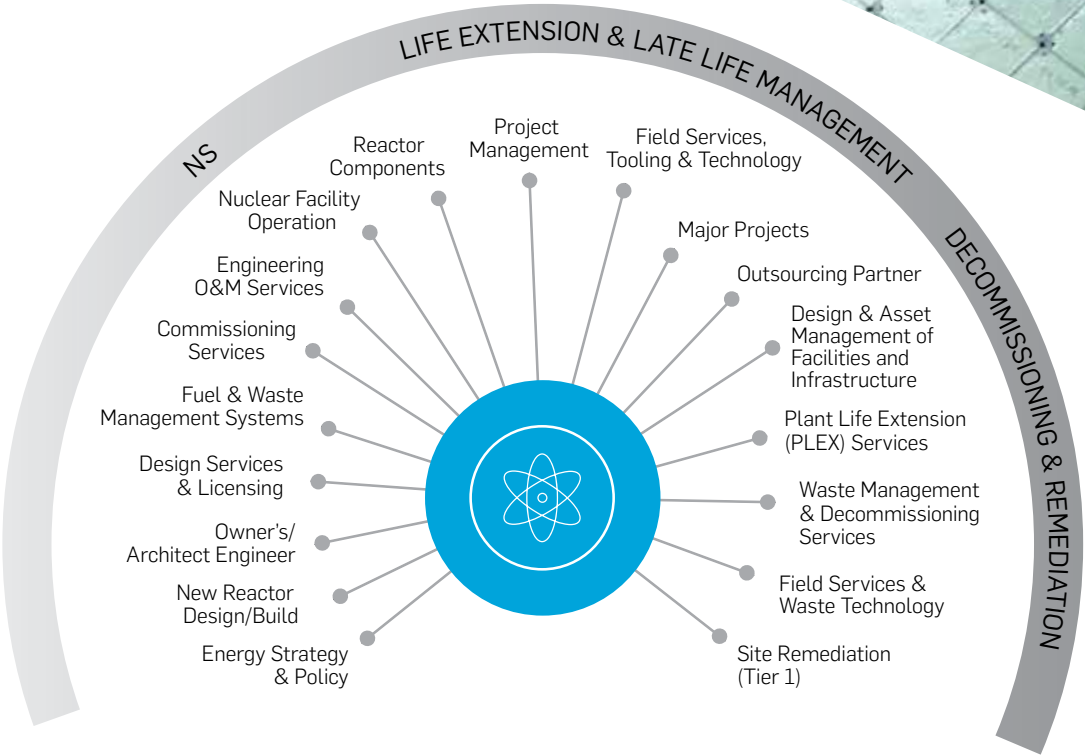 NS
LIFE EXTENSION & LATE LIFE MANAGEMENT
DECOMMISSIONING & REMEDIATION
Energy Strategy
& Policy
New Reactor
Design/Build
Owner's/
Architect Engineer
Design Services
& Licensing
Fuel & Waste
Management Systems
Commissioning
Services
Engineering
O&M Services
Nuclear Facility
Operation
Reactor
Components
Project
Management
Field Services,
Tooling & Technology
Major Projects
Outsourcing Partner
Design & Asset
Management of
Facilities and
Infrastructure
Plant Life Extension
(PLEX) Services
Waste Management
& Decommissioning
Services
Field Services &
Waste Technology
Site Remediation
(Tier 1)